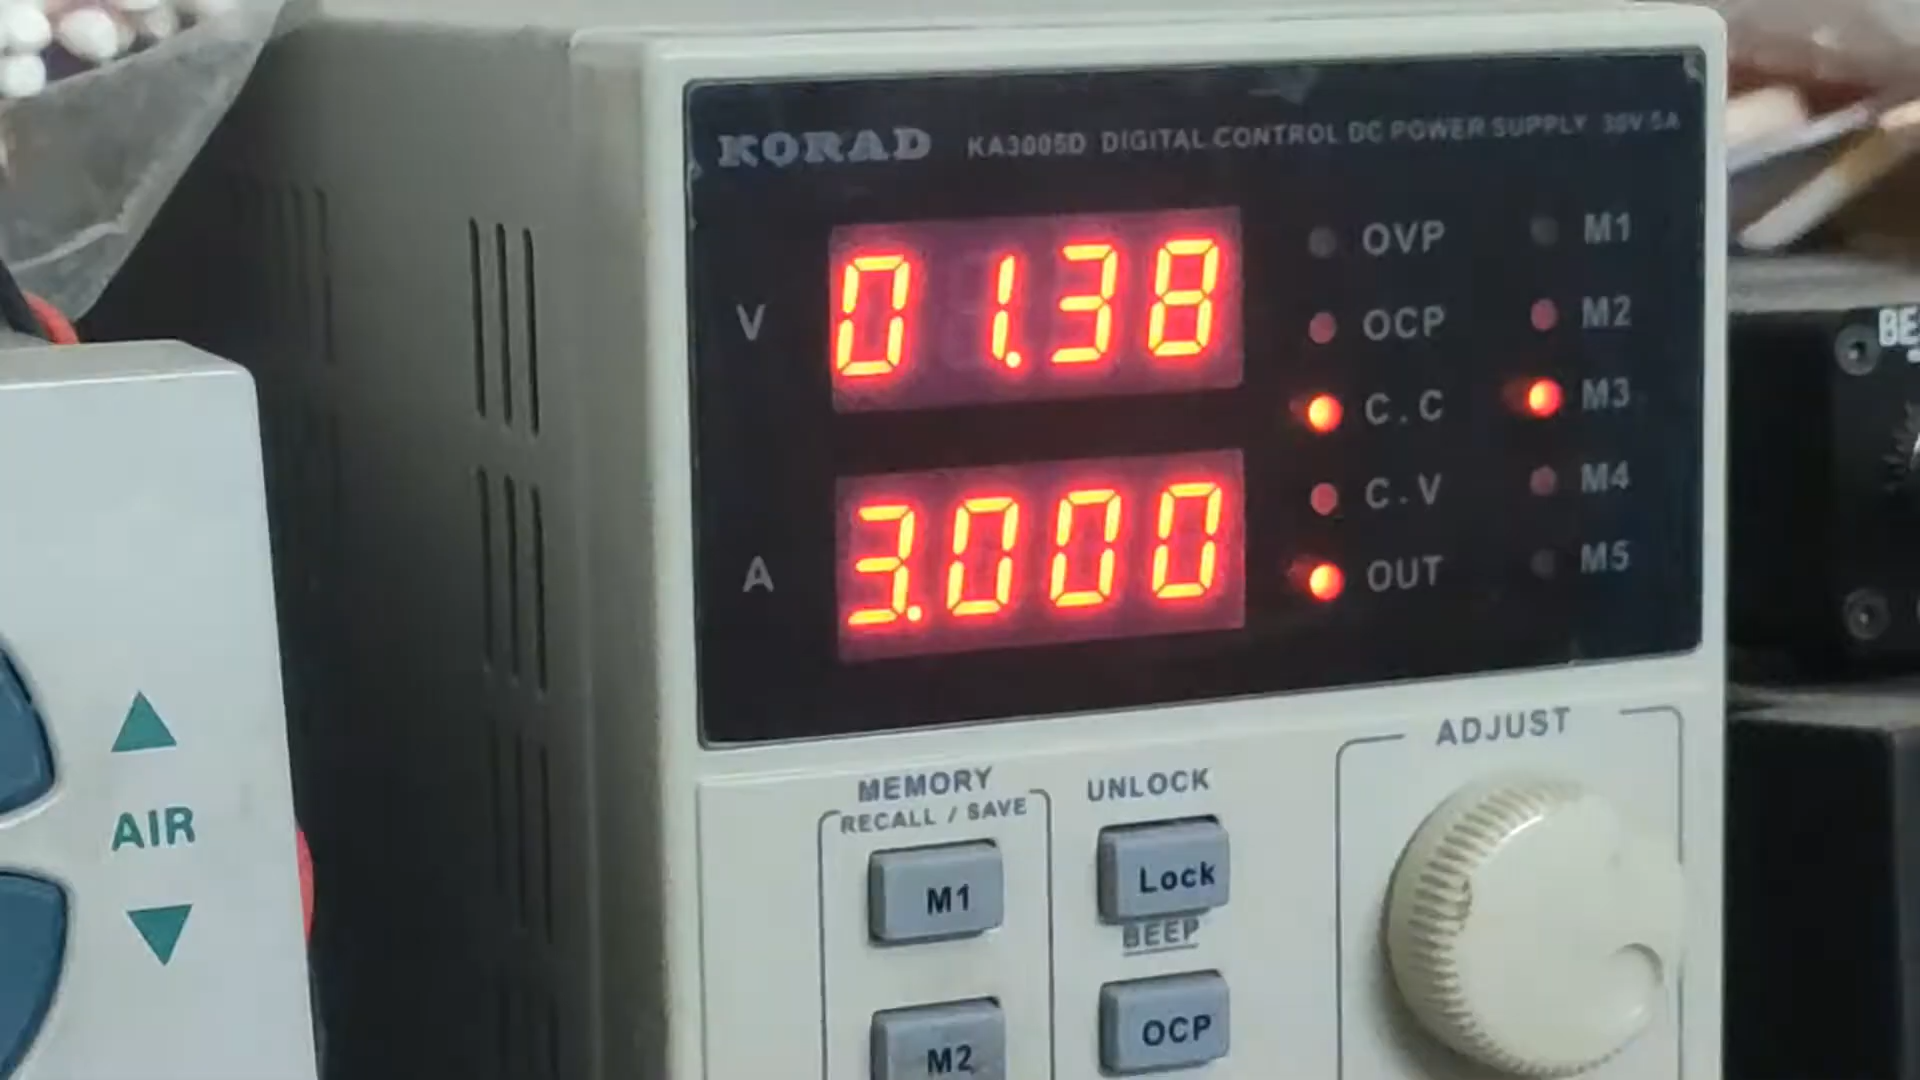 KORAD KA3005D DIGITAL CONTROL DC POWER SUPPLY 30V 5A
V 01.38
A 3.000
OVP
OCP
C.C
C.V
OUT
M1
M2
M3
M4
M5
ADJUST
MEMORY
RECALL / SAVE
M1
M2
UNLOCK
Lock
BEEP
OCP
AIR